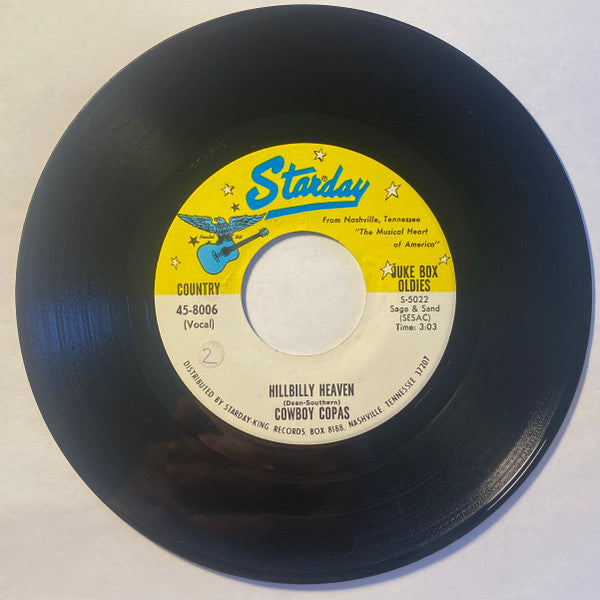 Starday
From Nashville, Tennessee
"The Musical Heart
of America"
COUNTRY
45-8006
(Vocal)
JUKE BOX
OLDIES
S-5022
Sage & Sand
(SESAC)
Time: 3:03
2
HILLBILLY HEAVEN
(Dean-Southern)
COWBOY COPAS
DISTRIBUTED BY STARDAY-KING RECORDS, BOX 8188, NASHVILLE, TENNESSEE 37207